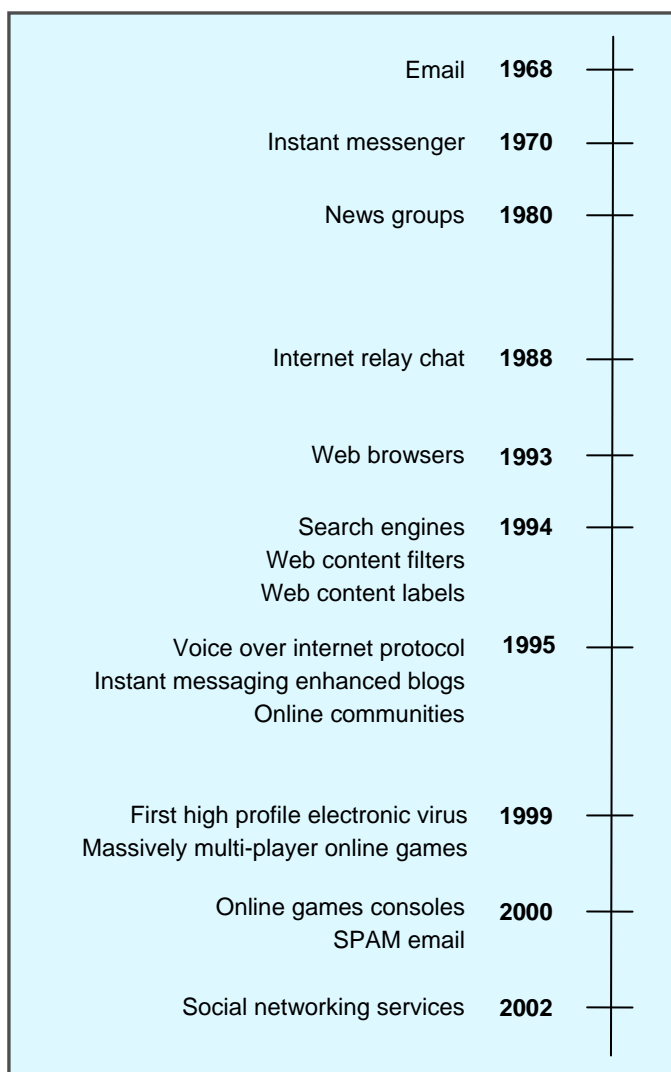 Email 1968
Instant messenger 1970
News groups 1980
Internet relay chat 1988
Web browsers 1993
Search engines 1994
Web content filters
Web content labels
Voice over internet protocol 1995
Instant messaging enhanced blogs
Online communities
First high profile electronic virus 1999
Massively multi-player online games
Online games consoles 2000
SPAM email
Social networking services 2002